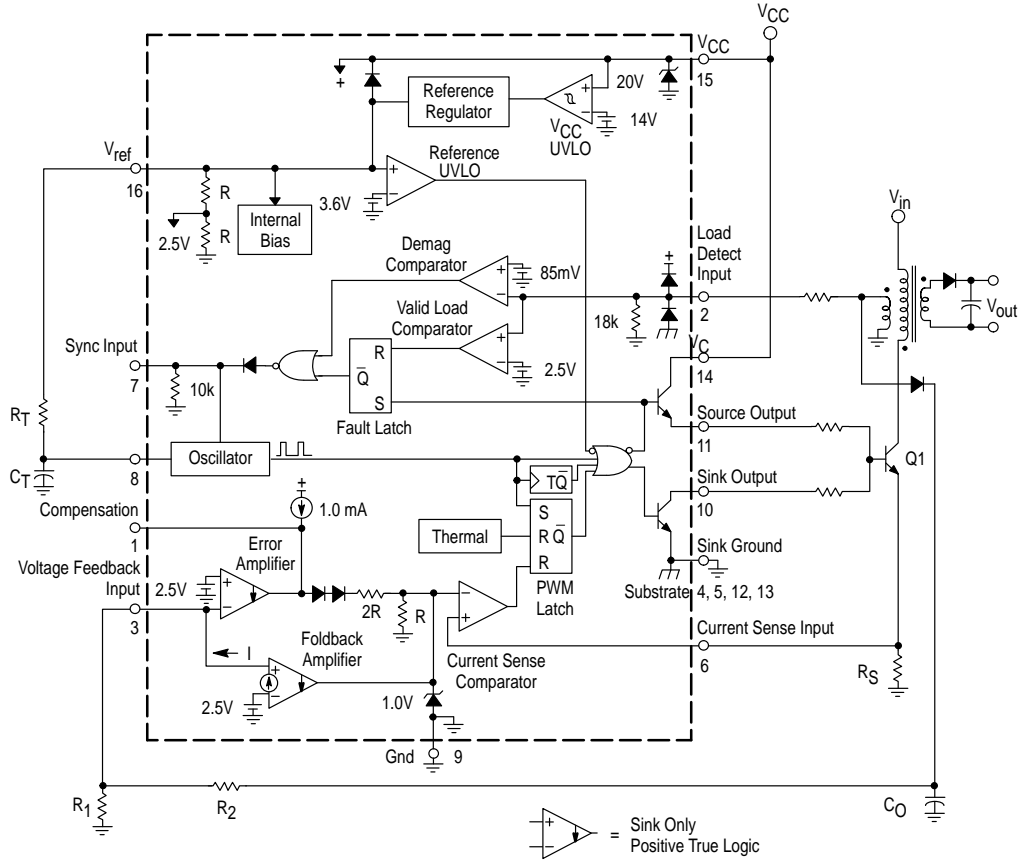 VCC
VCC
15
20V
Reference
Regulator
14V
VCC
UVLO
Vref
16
R
R
2.5V
Internal
Bias
3.6V
Reference
UVLO
Demag
Comparator
85mV
Valid Load
Comparator
2.5V
18k
Load
Detect
Input
2
Vin
Vout
Sync Input
7
10k
R
Q
S
Fault Latch
VC
14
Source Output
11
Q1
RT
CT
8
Oscillator
TQ
Sink Output
10
Compensation
1
1.0 mA
Thermal
S
R Q
R
PWM
Latch
Sink Ground
Substrate 4, 5, 12, 13
Error
Amplifier
Voltage Feedback
Input
3
2.5V
2R
R
I
Foldback
Amplifier
2.5V
Current Sense
Comparator
1.0V
Current Sense Input
6
RS
Gnd 9
R1
R2
CO
= Sink Only
Positive True Logic
+
+
+
+
−
+
−
+
−
+
−
+
−
+
−
+
−
+
−
+
−